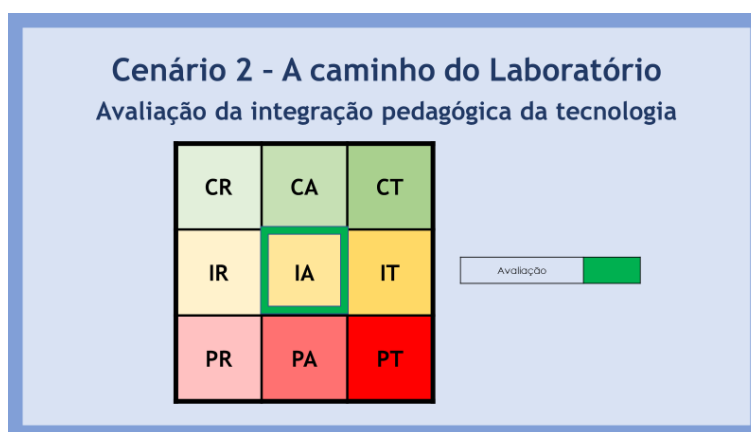 Cenário 2 - A caminho do Laboratório
Avaliação da integração pedagógica da tecnologia
CR CA CT
IR IA IT
Avaliação
PR PA PT